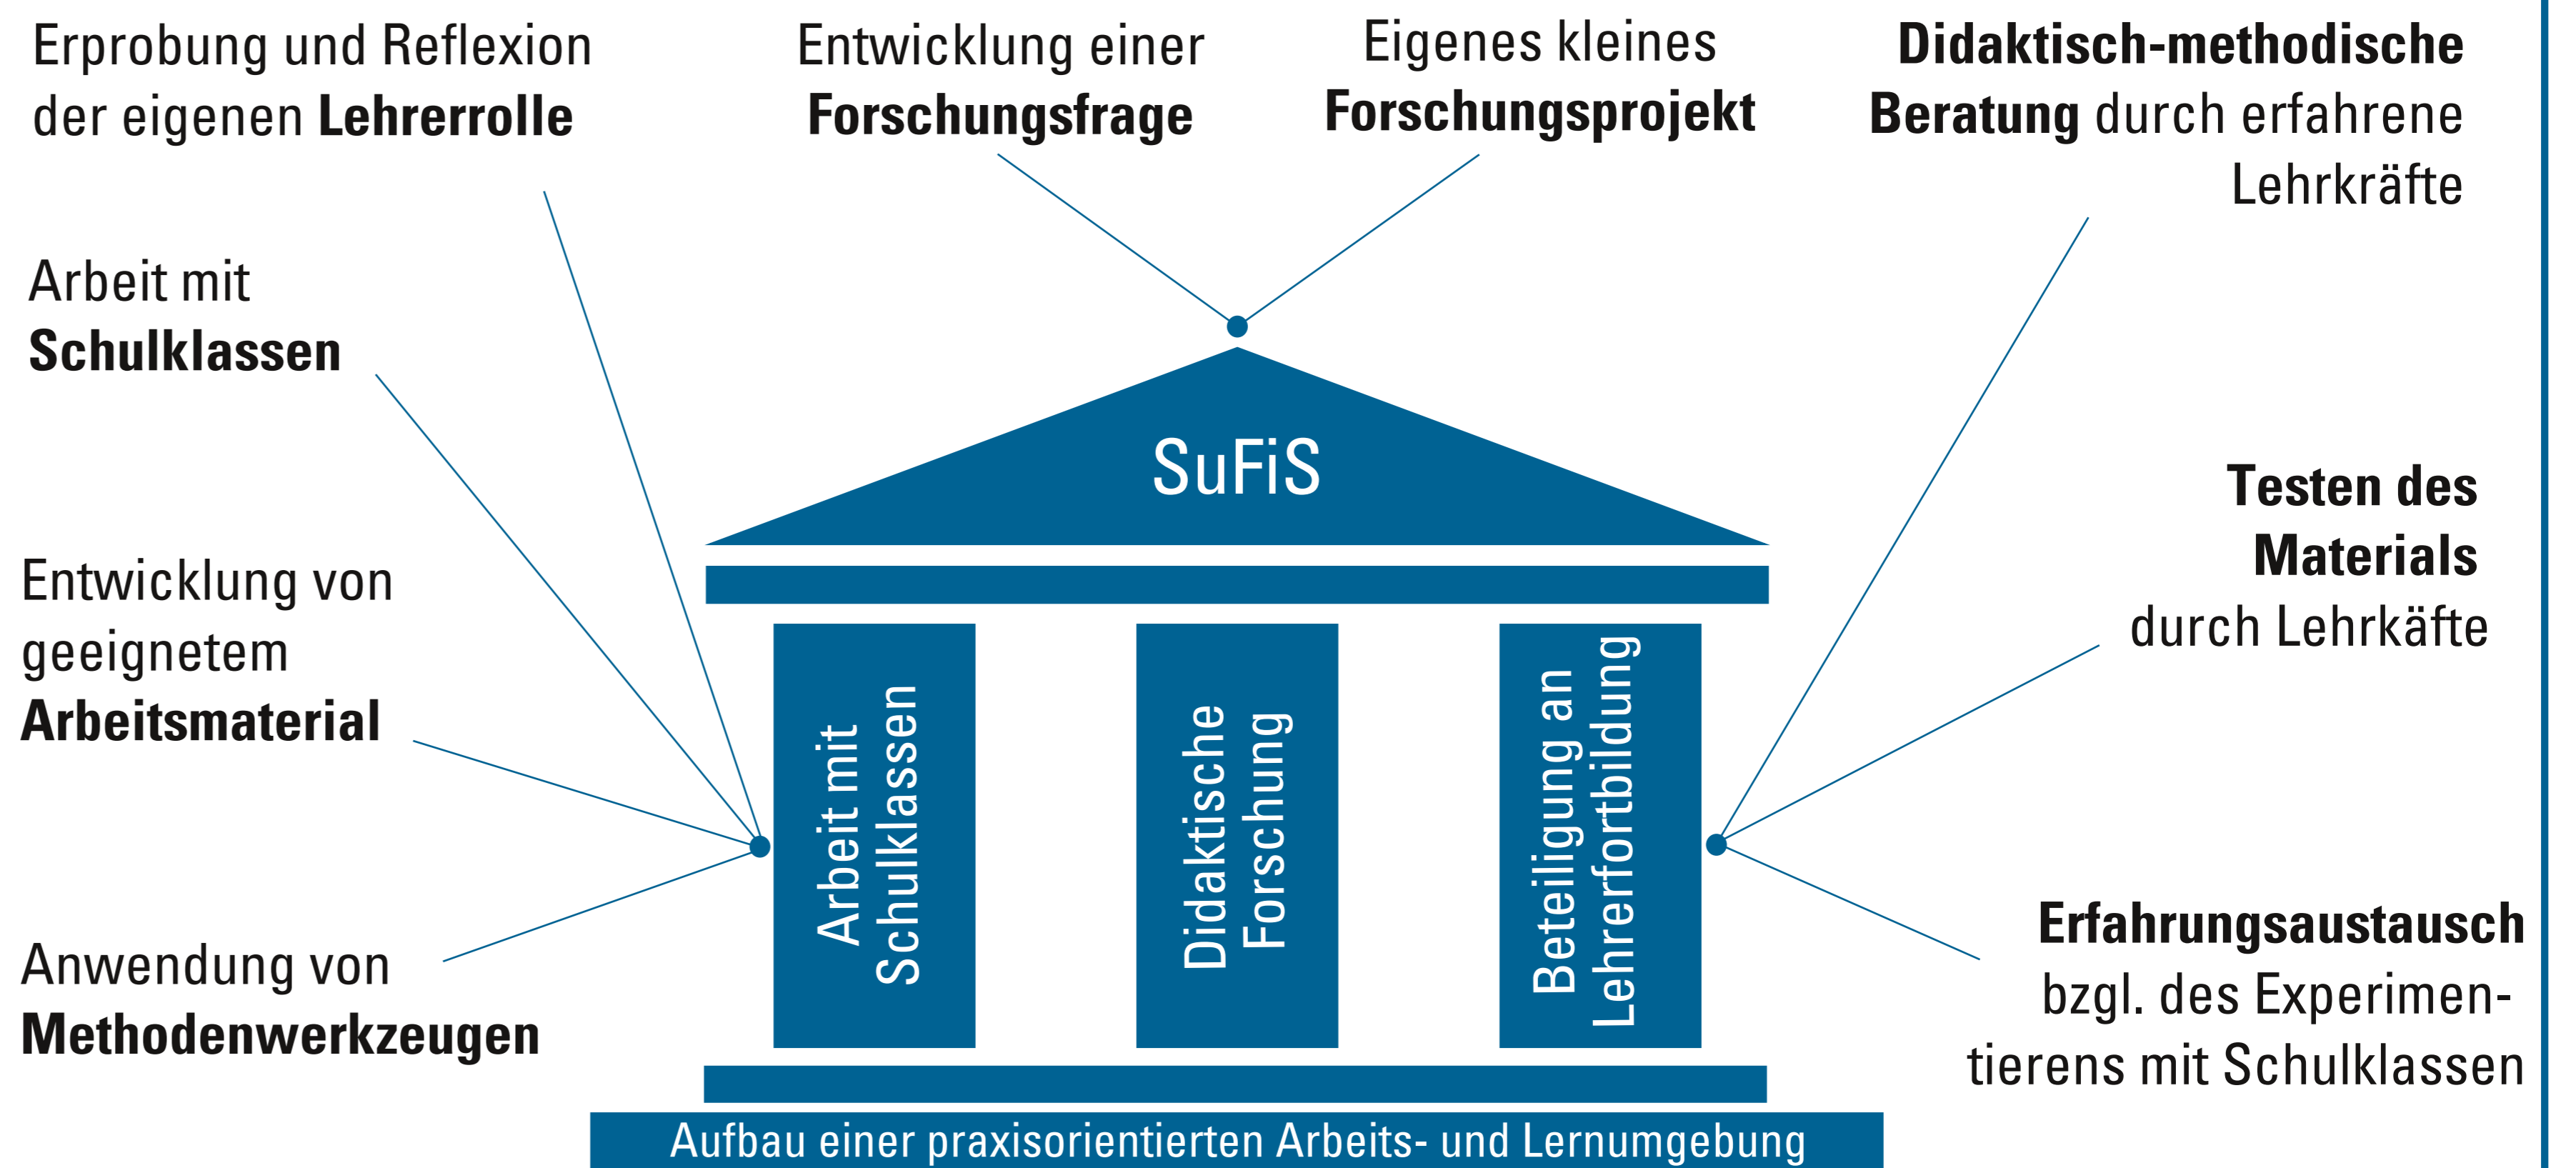 Erprobung und Reflexion
der eigenen Lehrerrolle
Entwicklung einer
Forschungsfrage
Eigenes kleines
Forschungsprojekt
Didaktisch-methodische
Beratung durch erfahrene
Lehrkräfte
Arbeit mit
Schulklassen
Entwicklung von
geeignetem
Arbeitsmaterial
Anwendung von
Methodenwerkzeugen
SuFiS
Arbeit mit
Schulklassen
Didaktische
Forschung
Beteiligung an
Lehrerfortbildung
Testen des
Materials
durch Lehrkäfte
Erfahrungsaustausch
bzgl. des Experimen-
tierens mit Schulklassen
Aufbau einer praxisorientierten Arbeits- und Lernumgebung